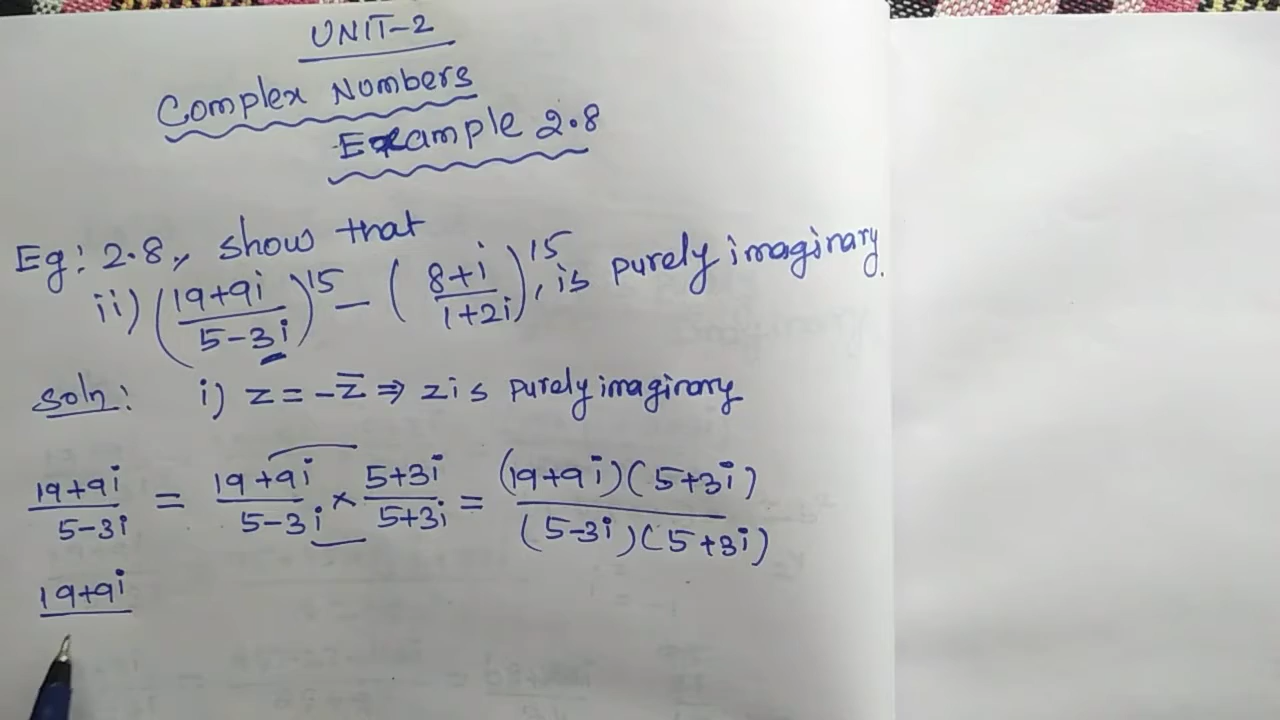 UNIT-2
Complex Numbers
Example 2.8
Eg: 2.8, show that
ii) (19+9i / 5-3i)^15 - (8+i / 1+2i)^15, is purely imaginary.
soln: i) z = -z̅ ⇒ z is purely imaginary
19+9i / 5-3i = 19+9i / 5-3i × 5+3i / 5+3i = (19+9i)(5+3i) / (5-3i)(5+3i)
19+9i